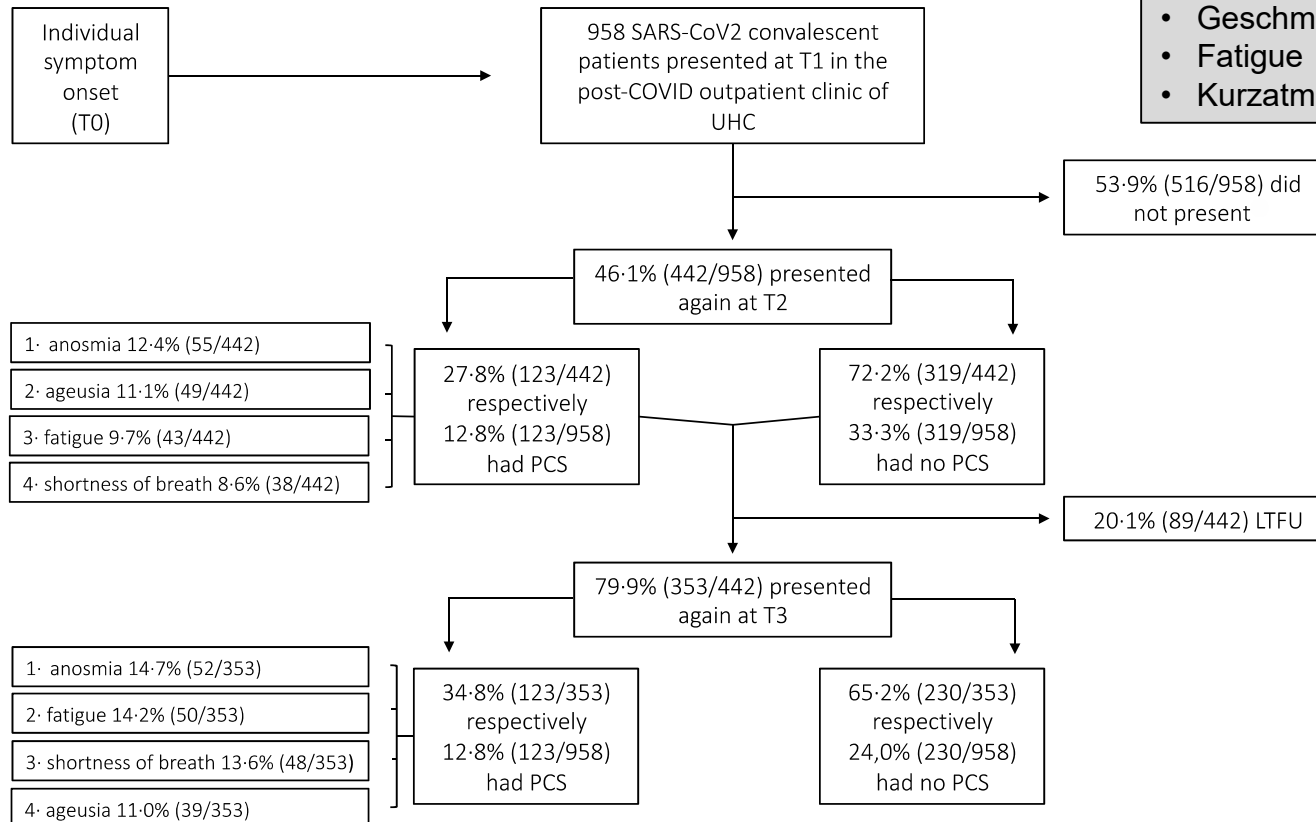 Individual
symptom
onset
(T0)
958 SARS-CoV2 convalescent
patients presented at T1 in the
post-COVID outpatient clinic of
UHC
•
• Fatigue
•
53·9% (516/958) did
not present
46·1% (442/958) presented
again at T2
1· anosmia 12·4% (55/442)
2· ageusia 11·1% (49/442)
3· fatigue 9·7% (43/442)
4· shortness of breath 8·6% (38/442)
27·8% (123/442)
respectively
12·8% (123/958)
had PCS
72·2% (319/442)
respectively
33·3% (319/958)
had no PCS
20·1% (89/442) LTFU
79·9% (353/442) presented
again at T3
1· anosmia 14·7% (52/353)
2· fatigue 14·2% (50/353)
3· shortness of breath 13·6% (48/353)
4· ageusia 11·0% (39/353)
34·8% (123/353)
respectively
12·8% (123/958)
had PCS
65·2% (230/353)
respectively
24,0% (230/958)
had no PCS